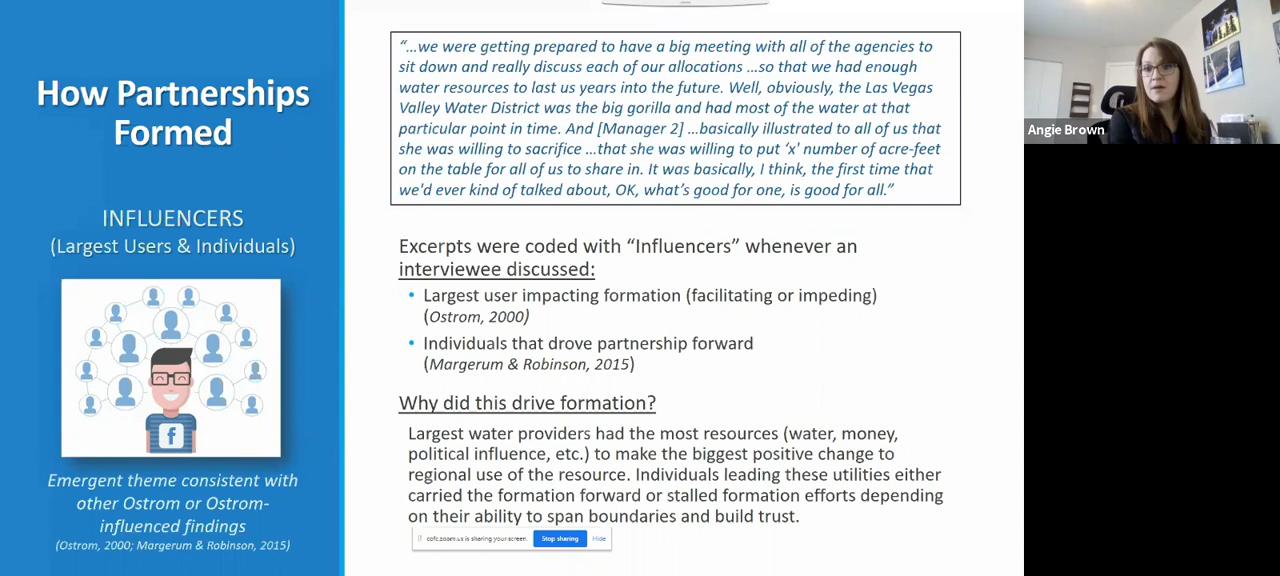 How Partnerships
Formed
INFLUENCERS
(Largest Users & Individuals)
f
Emergent theme consistent with
other Ostrom or Ostrom-
influenced findings
(Ostrom, 2000; Margerum & Robinson, 2015)
“…we were getting prepared to have a big meeting with all of the agencies to
sit down and really discuss each of our allocations …so that we had enough
water resources to last us years into the future. Well, obviously, the Las Vegas
Valley Water District was the big gorilla and had most of the water at that
particular point in time. And [Manager 2] …basically illustrated to all of us that
she was willing to sacrifice …that she was willing to put ‘x' number of acre-feet
on the table for all of us to share in. It was basically, I think, the first time that
we'd ever kind of talked about, OK, what’s good for one, is good for all.”
Excerpts were coded with “Influencers” whenever an
interviewee discussed:
• Largest user impacting formation (facilitating or impeding)
(Ostrom, 2000)
• Individuals that drove partnership forward
(Margerum & Robinson, 2015)
Why did this drive formation?
Largest water providers had the most resources (water, money,
political influence, etc.) to make the biggest positive change to
regional use of the resource. Individuals leading these utilities either
carried the formation forward or stalled formation efforts depending
on their ability to span boundaries and build trust.
cofc.zoom.us is sharing your screen. Stop sharing Hide
Angie Brown